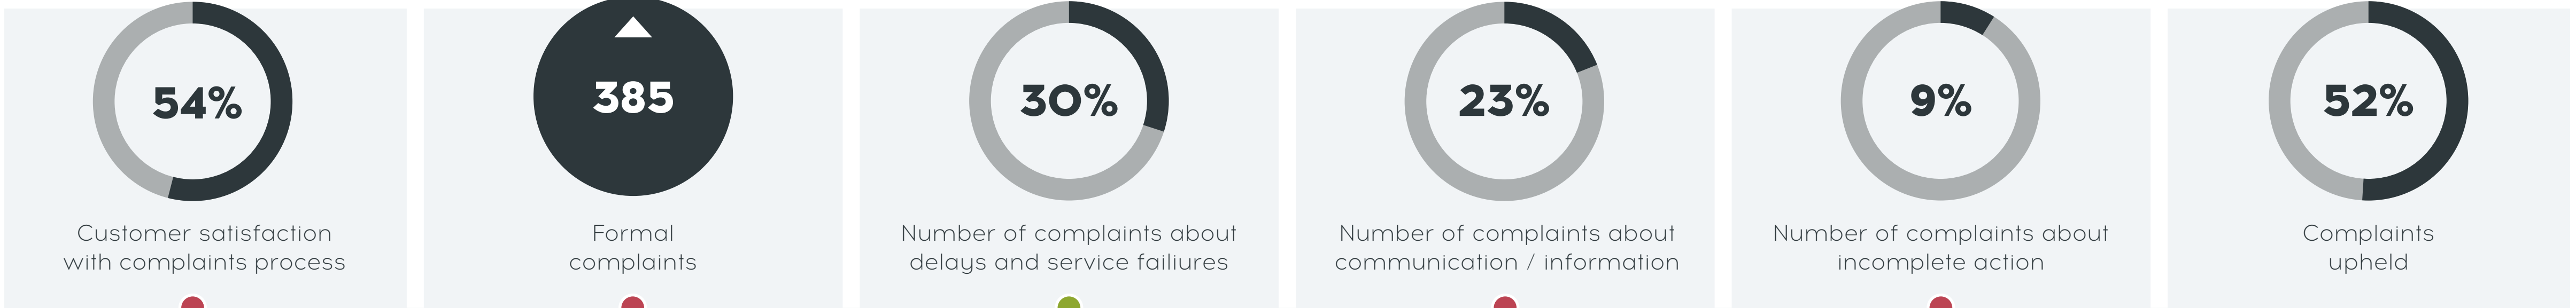 54%
Customer satisfaction
with complaints process
385
Formal
complaints
30%
Number of complaints about
delays and service failiures
23%
Number of complaints about
communication / information
9%
Number of complaints about
incomplete action
52%
Complaints
upheld